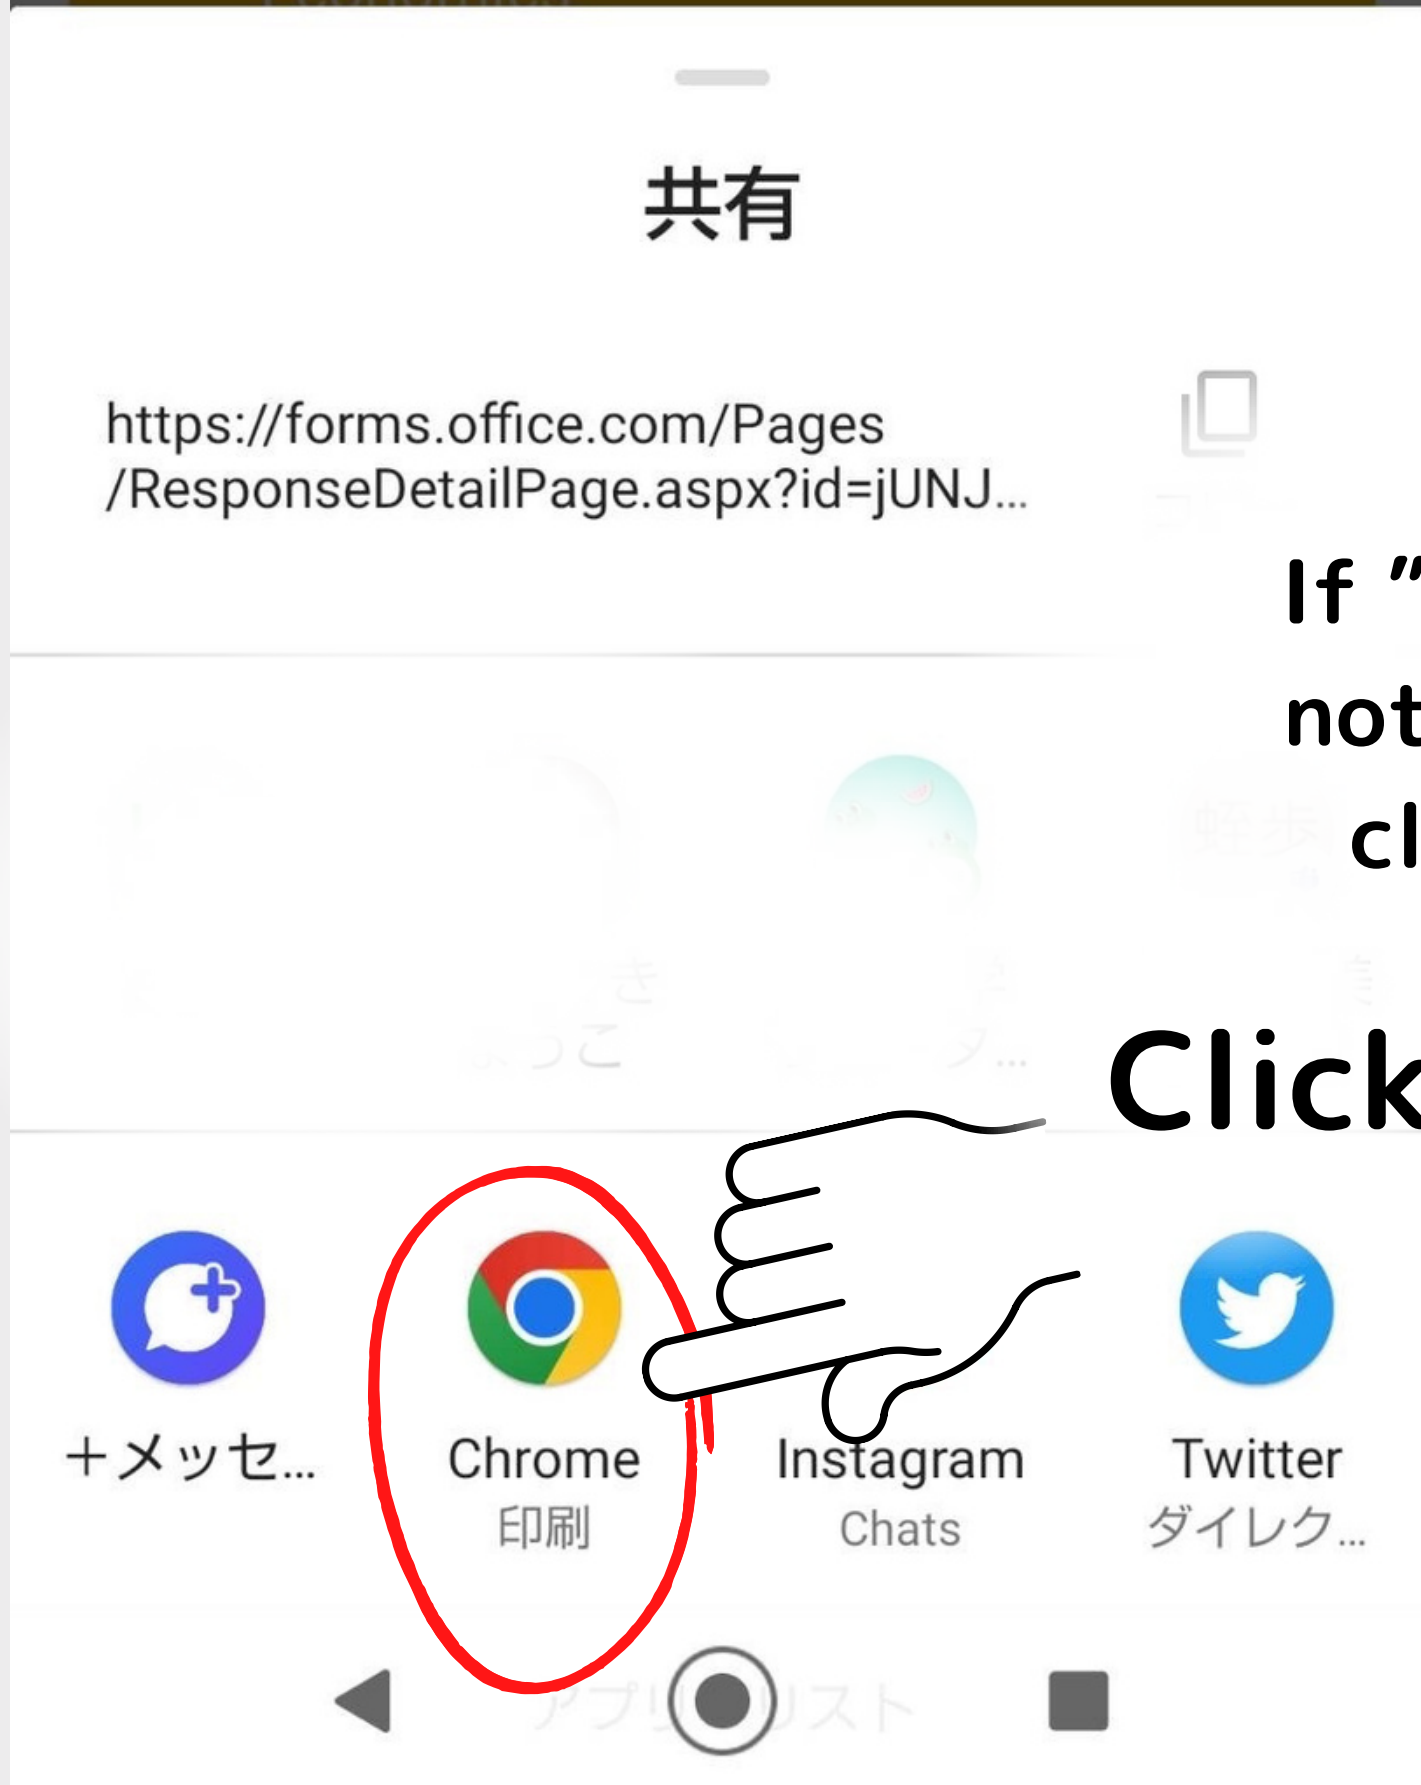 共有
https://forms.office.com/Pages
/ResponseDetailPage.aspx?id=jUNJ...
If "
not
cl
Click
+メッセ...
Chrome
印刷
Instagram
Chats
Twitter
ダイレク...